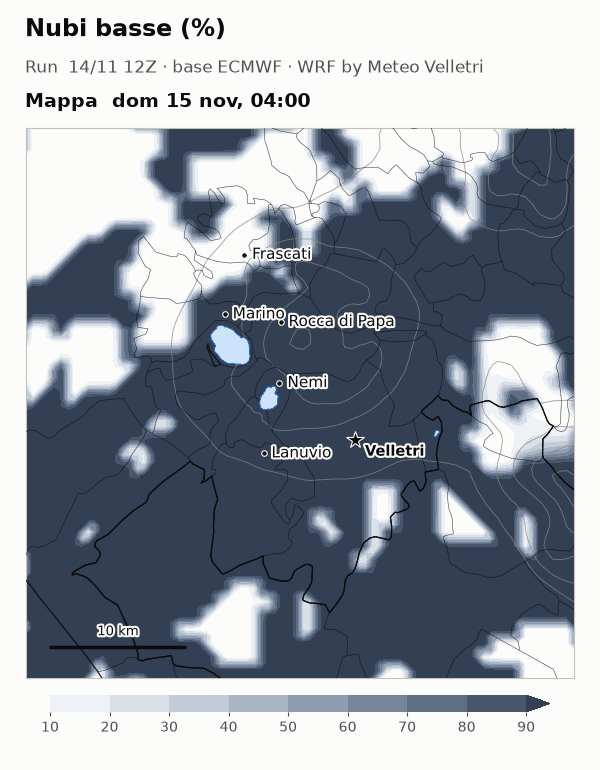 Nubi basse (%)
Run  14/11 12Z · base ECMWF · WRF by Meteo Velletri
Mappa  dom 15 nov, 04:00
Frascati
Marino
Rocca di Papa
Nemi
Velletri
Lanuvio
10 km
10 20 30 40 50 60 70 80 90